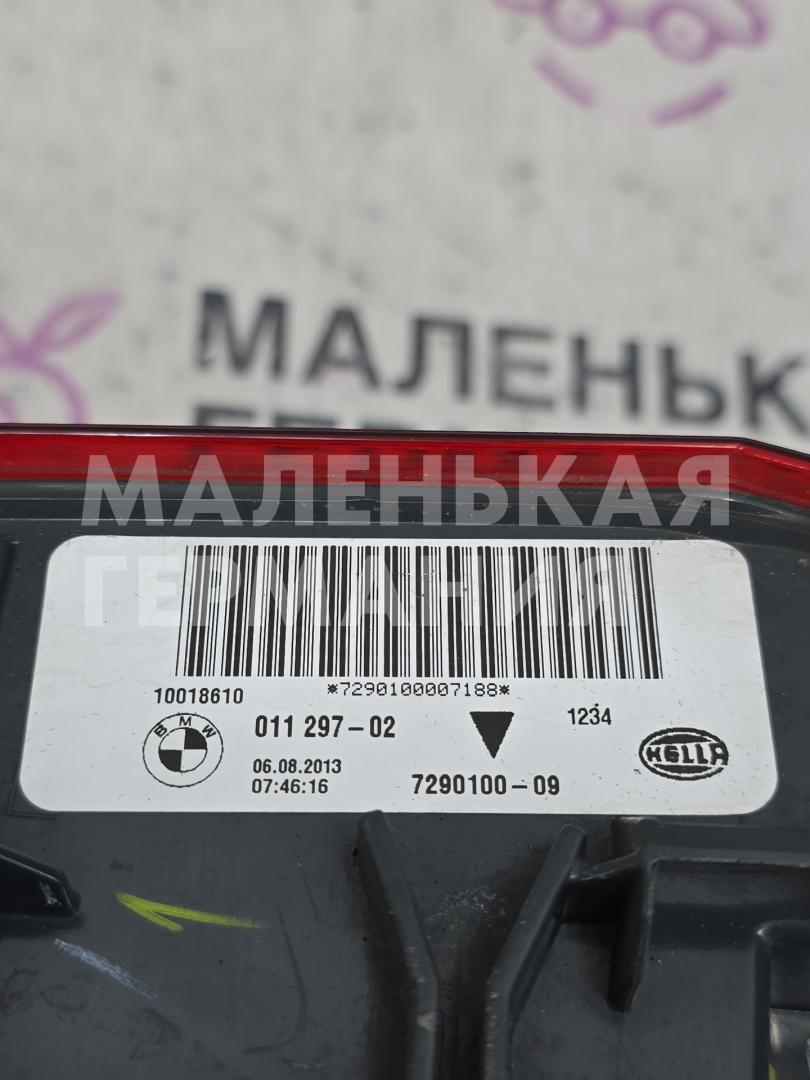 МАЛЕНЬК
МАЛЕНЬКАЯ
ГЕРМАНИЯ
*7290100007188*
10018610
BMW
011 297-02
1234
HELLA
06.08.2013
07:46:16
7290100-09